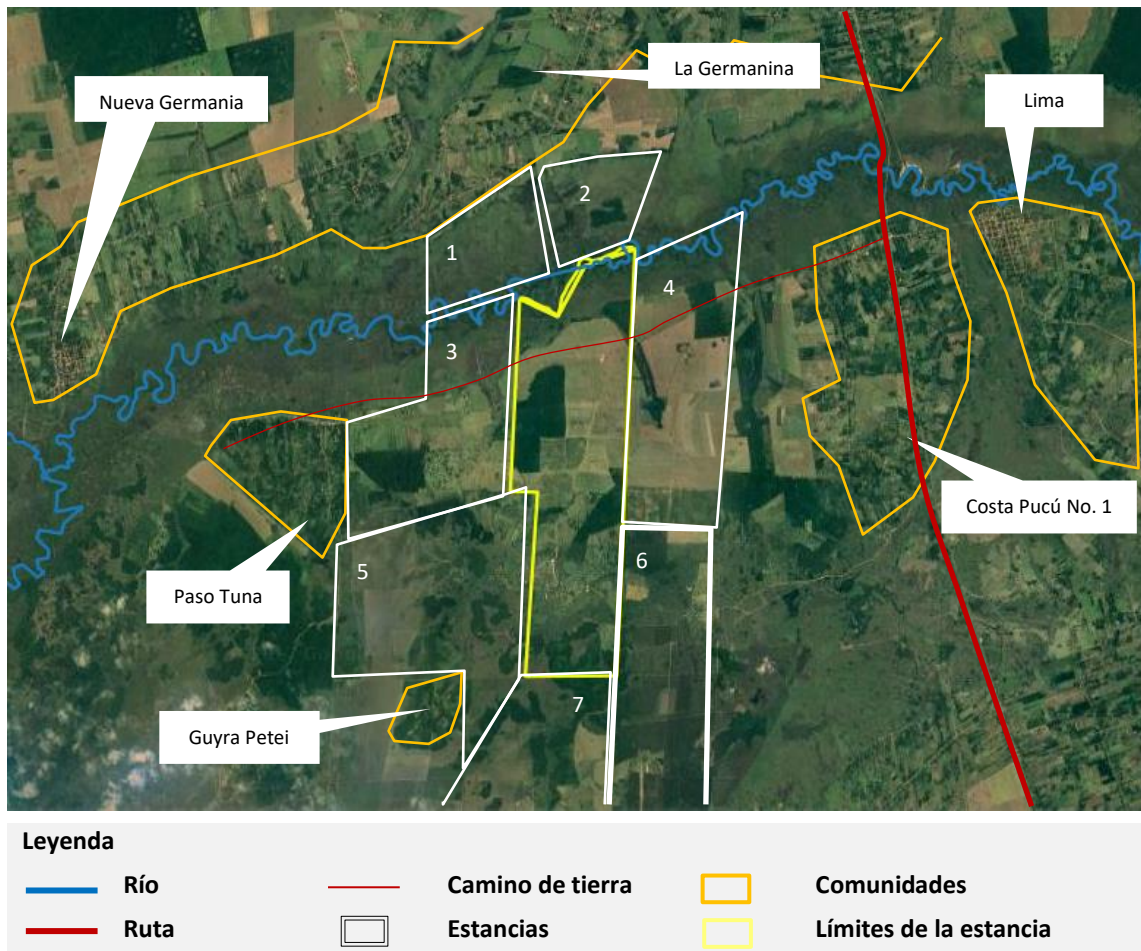 La Germanina
Nueva Germania
Lima
2
1
4
3
Costa Pucú No. 1
6
5
Paso Tuna
7
Guyra Petei
Leyenda
Río
Camino de tierra
Comunidades
Ruta
Estancias
Límites de la estancia